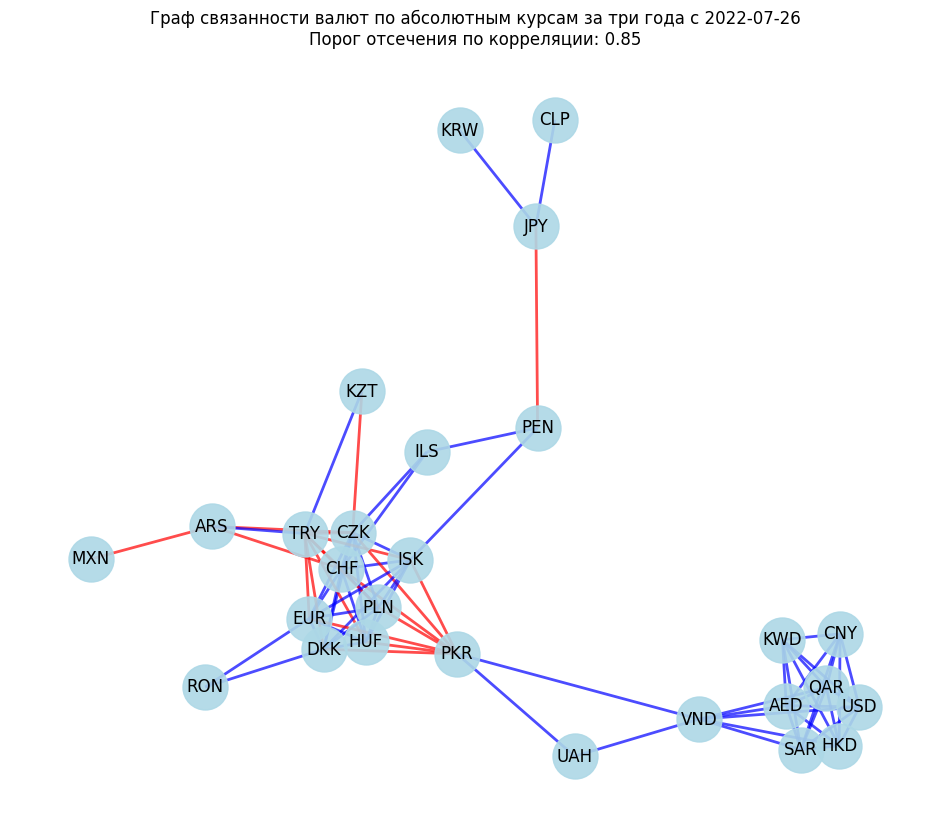 Граф связанности валют по абсолютным курсам за три года с 2022-07-26
Порог отсечения по корреляции: 0.85
CLP
KRW
JPY
KZT
PEN
ILS
ARS
TRY
CZK
MXN
ISK
CHF
PLN
EUR
HUF
DKK
PKR
RON
KWD
CNY
QAR
AED
USD
VND
SAR
HKD
UAH